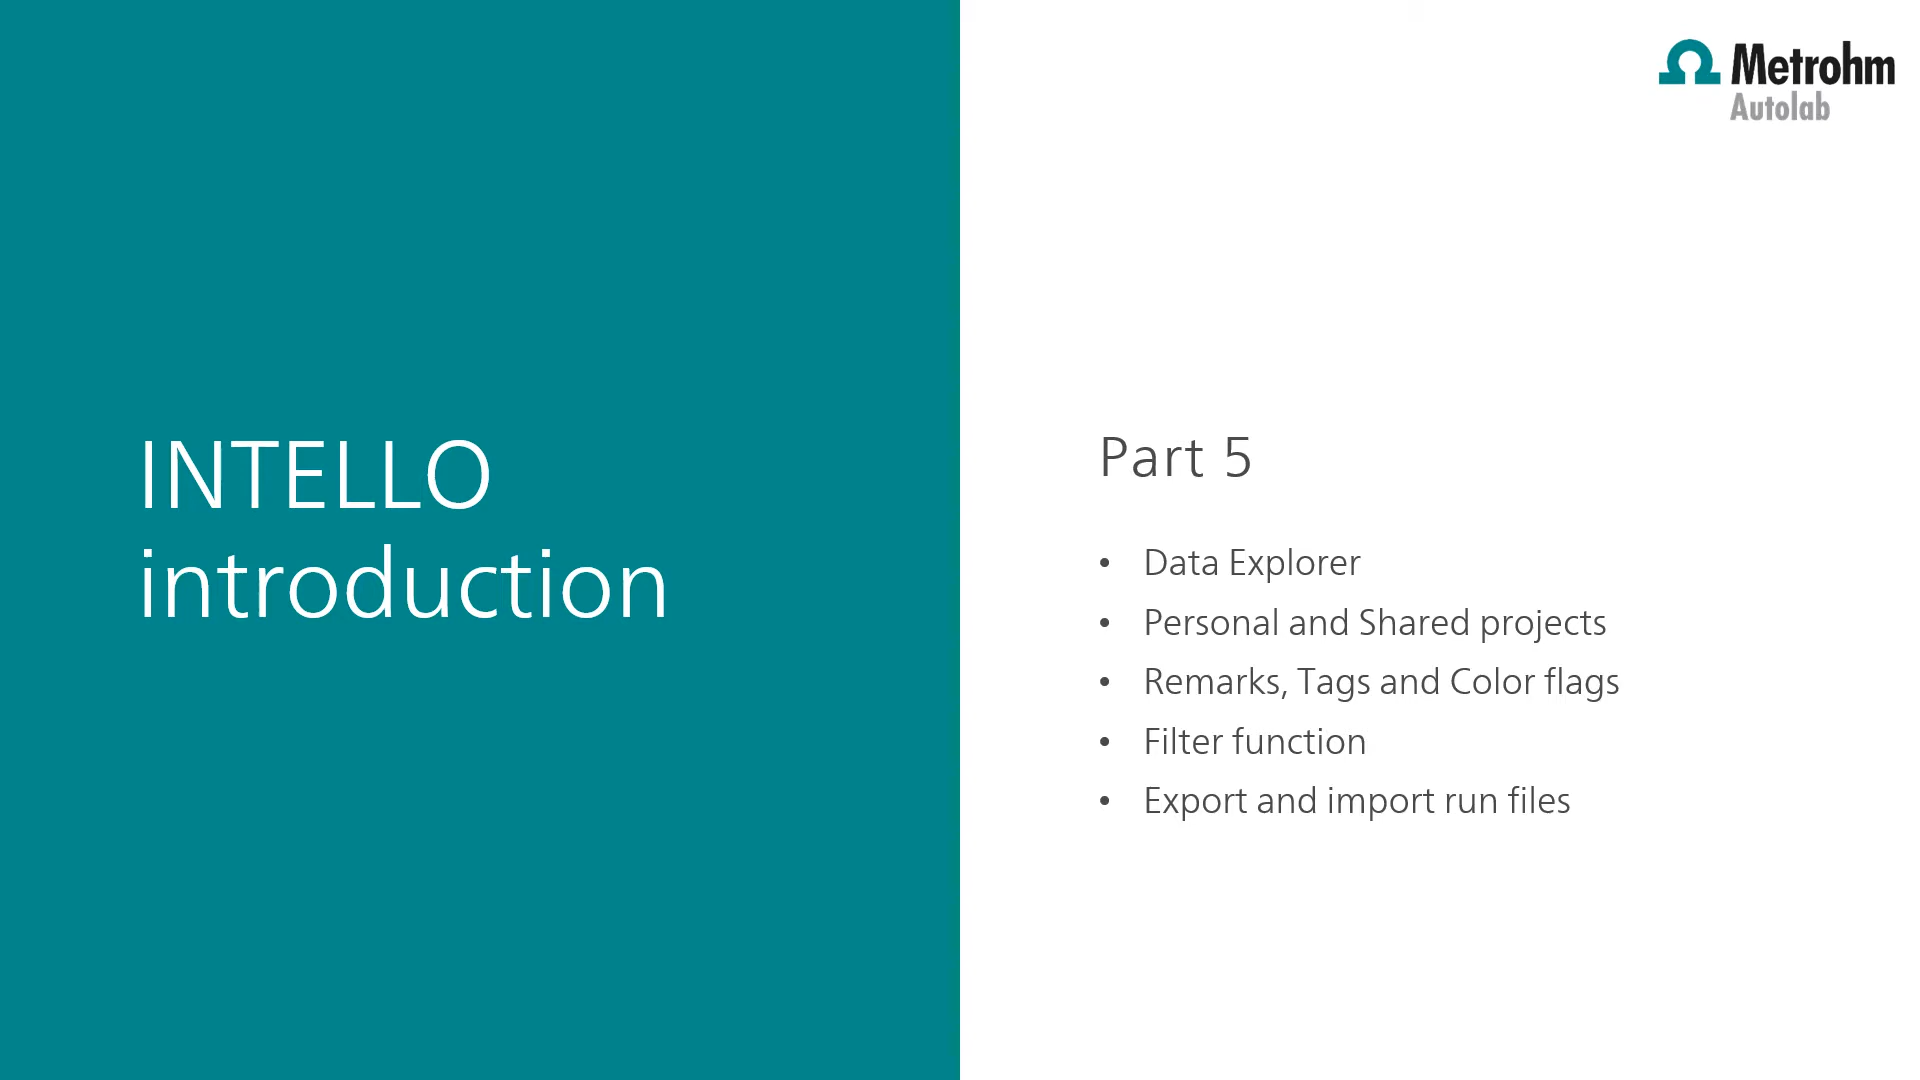 INTELLO
introduction
Metrohm
Autolab
Part 5
• Data Explorer
• Personal and Shared projects
• Remarks, Tags and Color flags
• Filter function
• Export and import run files